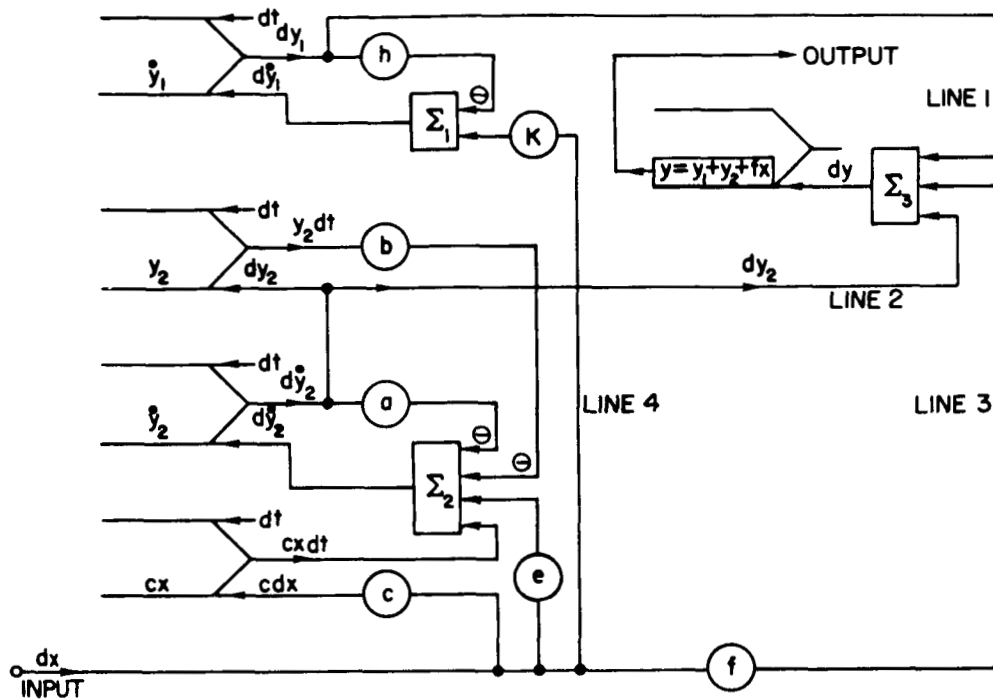 dt
dy₁
h
ẏ₁
dẏ₁
⊖
Σ₁
K
OUTPUT
LINE 1
y=y₁+y₂+fx
dy
Σ₃
dt
y₂dt
b
y₂
dy₂
dy₂
LINE 2
dt
dẏ₂
a
ẏ₂
dẏ₂
⊖
⊖
LINE 4
LINE 3
Σ₂
dt
cxdt
e
cx
cdx
c
dx
INPUT
f